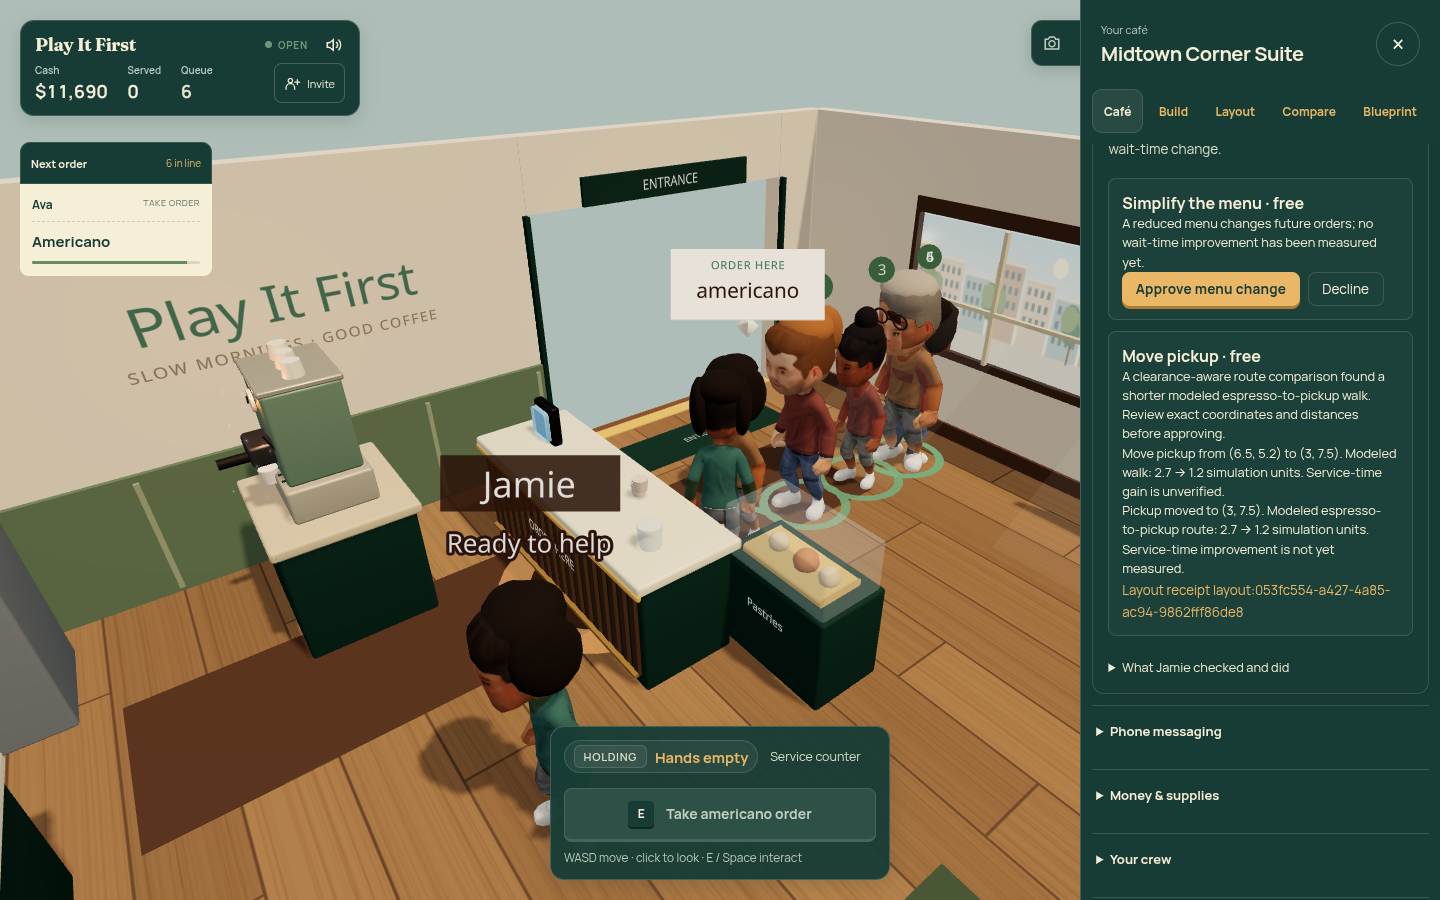 Play It First
OPEN
Cash
Served
Queue
$11,690
0
6
Invite
Next order
6 in line
Ava
TAKE ORDER
Americano
Play It First
SLOW MORNINGS · GOOD COFFEE
ENTRANCE
ORDER HERE
americano
3
Jamie
Ready to help
Pastries
HOLDING
Hands empty
Service counter
E
Take americano order
WASD move · click to look · E / Space interact
Your café
Midtown Corner Suite
Café
Build
Layout
Compare
Blueprint
wait-time change.
Simplify the menu · free
A reduced menu changes future orders; no
wait-time improvement has been measured
yet.
Approve menu change
Decline
Move pickup · free
A clearance-aware route comparison found a
shorter modeled espresso-to-pickup walk.
Review exact coordinates and distances
before approving.
Move pickup from (6.5, 5.2) to (3, 7.5). Modeled
walk: 2.7 → 1.2 simulation units. Service-time
gain is unverified.
Pickup moved to (3, 7.5). Modeled espresso-
to-pickup route: 2.7 → 1.2 simulation units.
Service-time improvement is not yet
measured.
Layout receipt layout:053fc554-a427-4a85-
ac94-9862fff86de8
What Jamie checked and did
Phone messaging
Money & supplies
Your crew